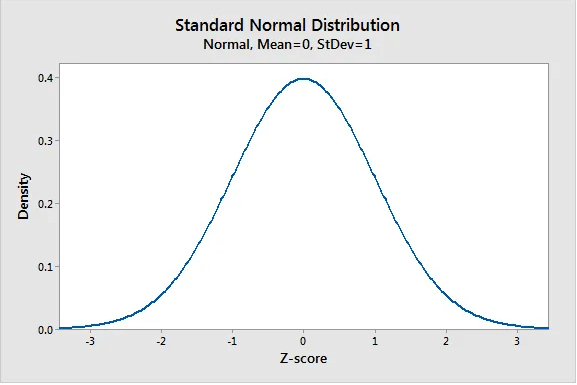 Standard Normal Distribution
Normal, Mean=0, StDev=1
0.4
0.3
0.2
0.1
0.0
Density
-3 -2 -1 0 1 2 3
Z-score